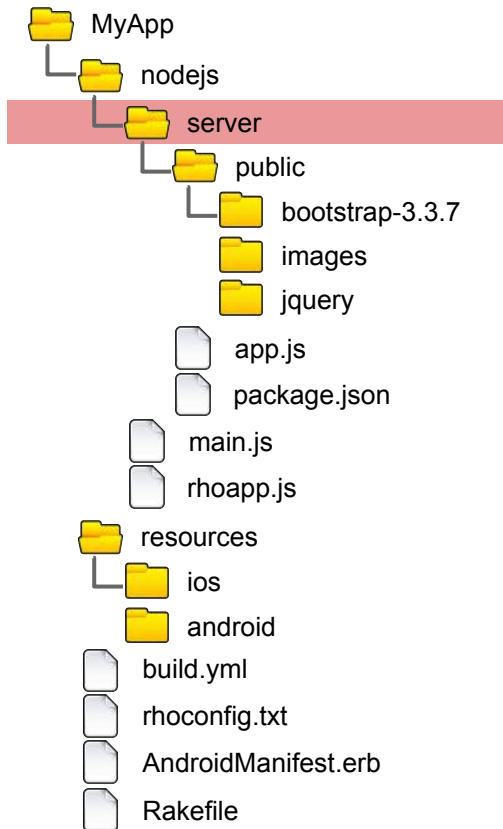 MyApp
nodejs
server
public
bootstrap-3.3.7
images
jquery
app.js
package.json
main.js
rhoapp.js
resources
ios
android
build.yml
rhoconfig.txt
AndroidManifest.erb
Rakefile